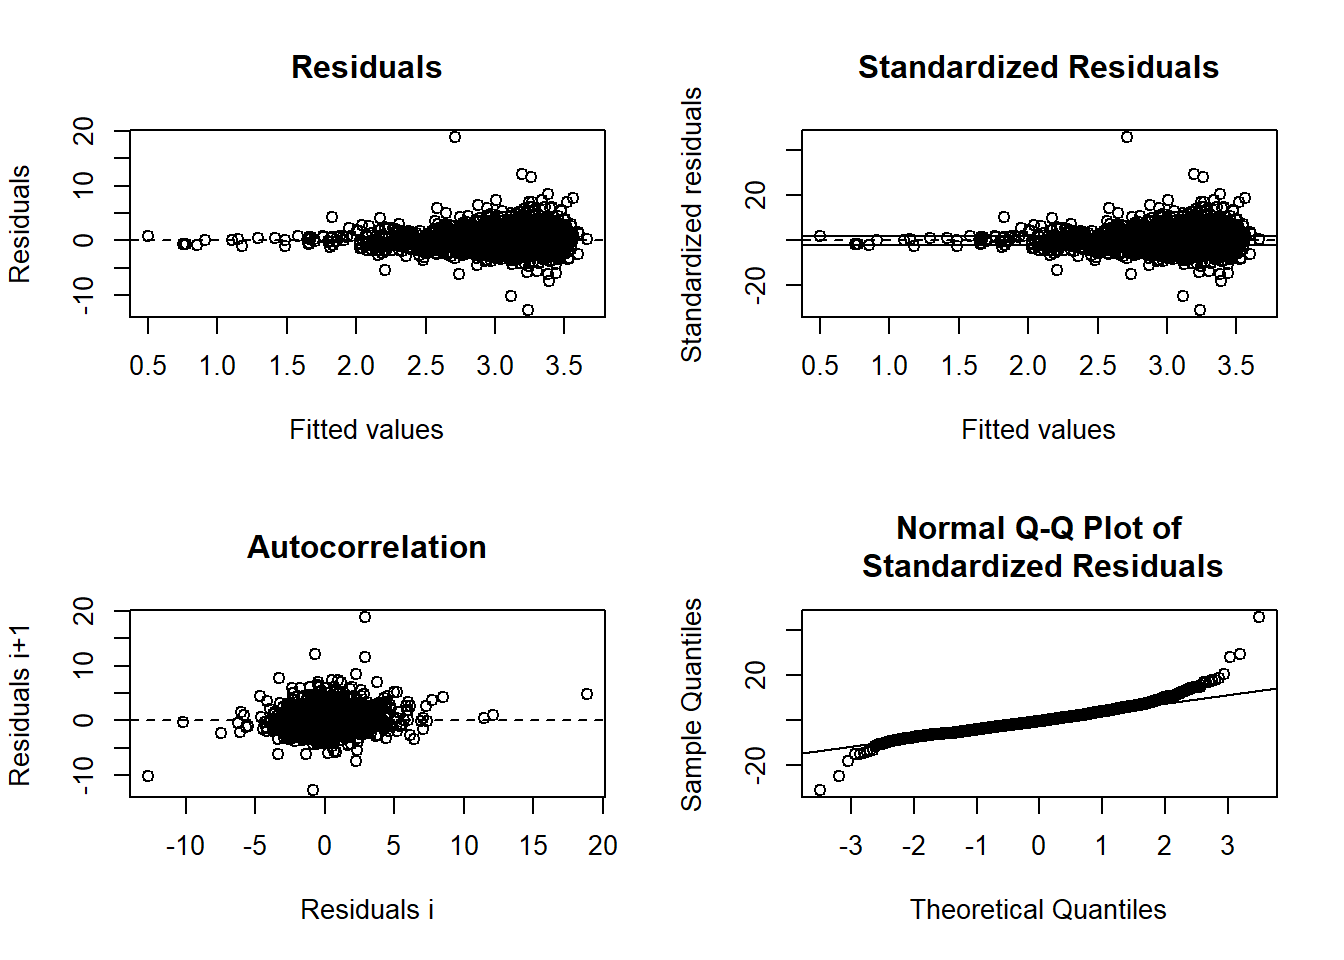 Residuals
Residuals
20
10
0
-10
0.5 1.0 1.5 2.0 2.5 3.0 3.5
Fitted values
Standardized Residuals
Standardized residuals
20
-20
0.5 1.0 1.5 2.0 2.5 3.0 3.5
Fitted values
Autocorrelation
Residuals i+1
20
10
0
-10
-10 -5 0 5 10 15 20
Residuals i
Normal Q-Q Plot of
Standardized Residuals
Sample Quantiles
20
-20
-3 -2 -1 0 1 2 3
Theoretical Quantiles